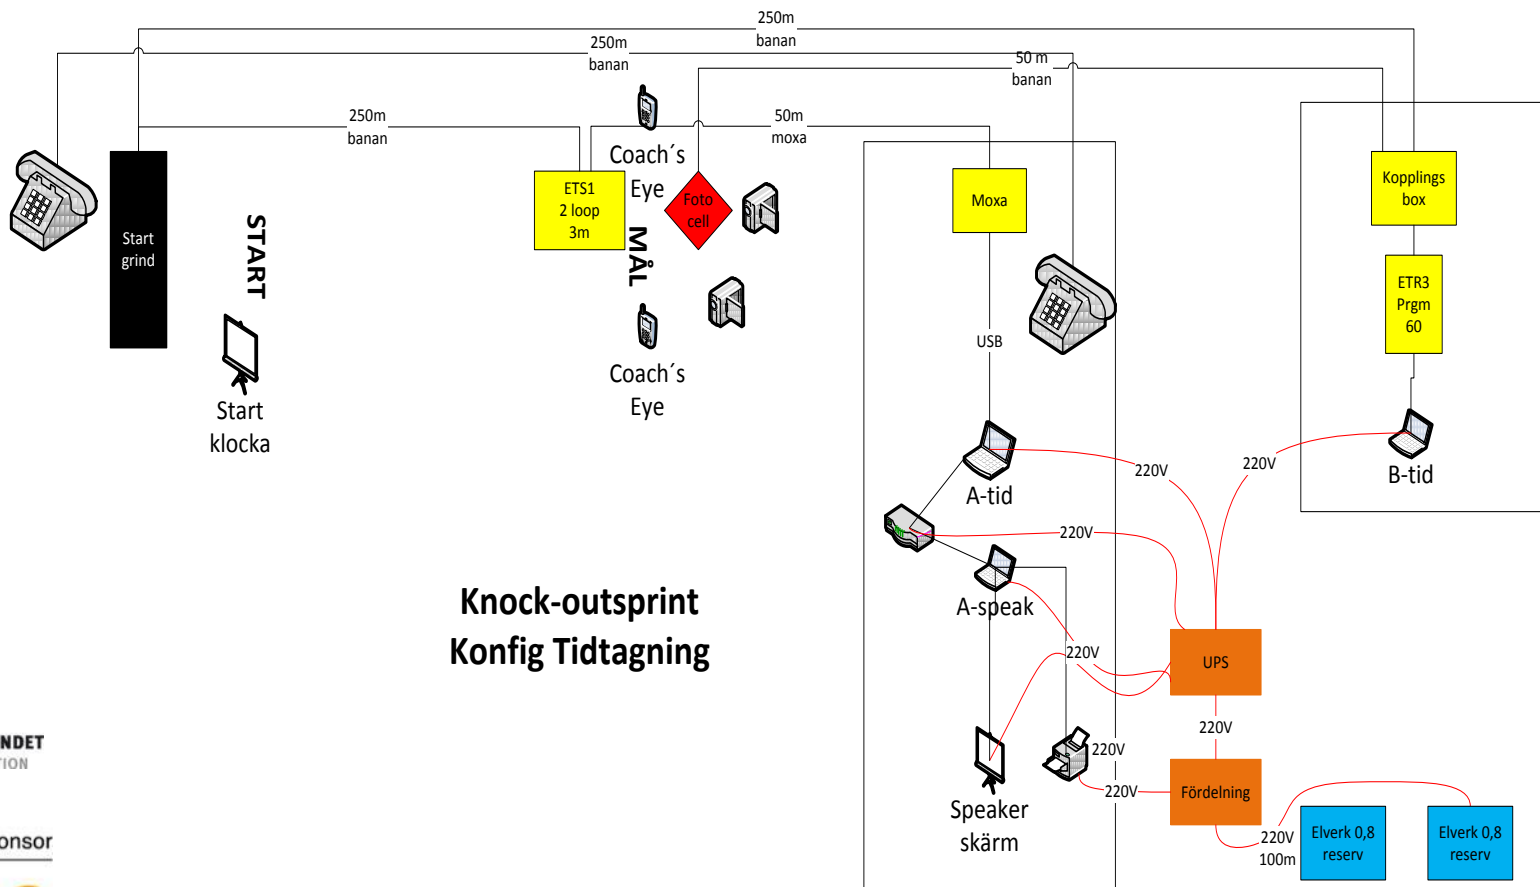 250m
banan
250m
banan
50 m
banan
250m
banan
50m
moxa
Coach´s
Eye
ETS1
2 loop
3m
Foto
cell
Moxa
Kopplings
box
Start
grind
START
MÅL
ETR3
Prgm
60
USB
Coach´s
Eye
Start
klocka
A-tid
220V
220V
B-tid
220V
A-speak
Knock-outsprint
Konfig Tidtagning
220V
UPS
220V
NDET
TION
220V
220V
Fördelning
Speaker
skärm
220V
100m
Elverk 0,8
reserv
Elverk 0,8
reserv
onsor